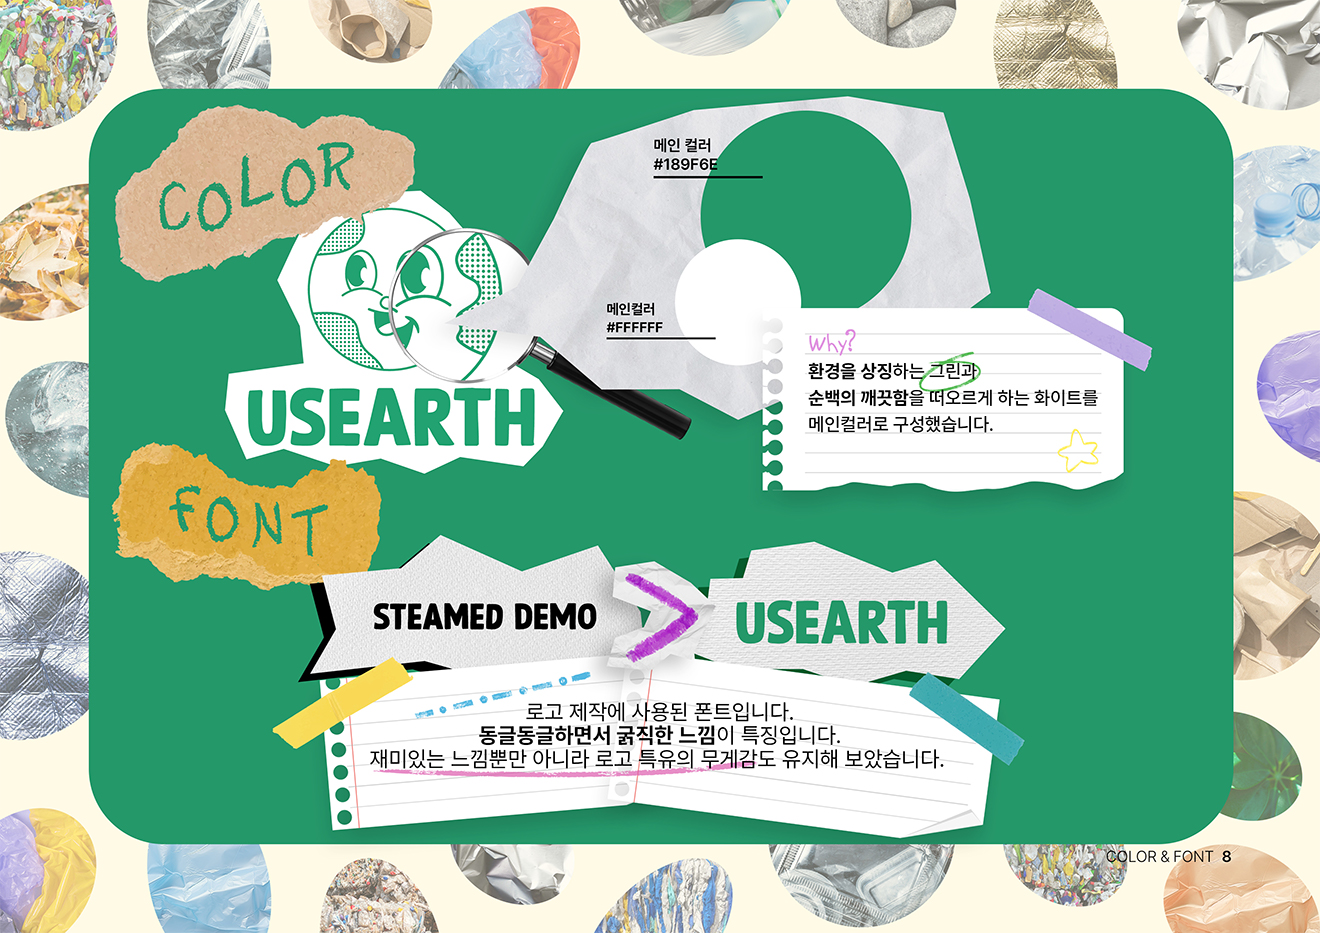 COLOR
메인 컬러
#189F6E
메인컬러
#FFFFFF
USEARTH
Why?
환경을 상징하는 그린과
순백의 깨끗함을 떠오르게 하는 화이트를
메인컬러로 구성했습니다.
FONT
STEAMED DEMO
>
USEARTH
로고 제작에 사용된 폰트입니다.
동글동글하면서 굵직한 느낌이 특징입니다.
재미있는 느낌뿐만 아니라 로고 특유의 무게감도 유지해 보았습니다.
COLOR & FONT 8